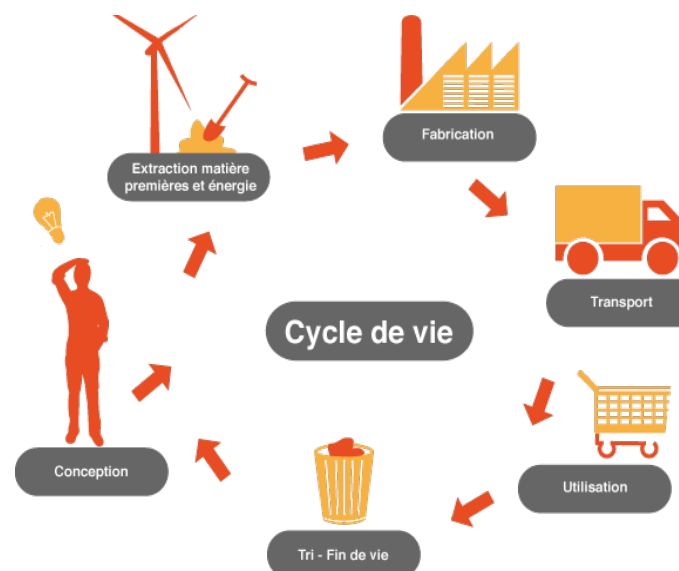 Extraction matière
premières et énergie
Fabrication
Transport
Cycle de vie
Utilisation
Tri - Fin de vie
Conception